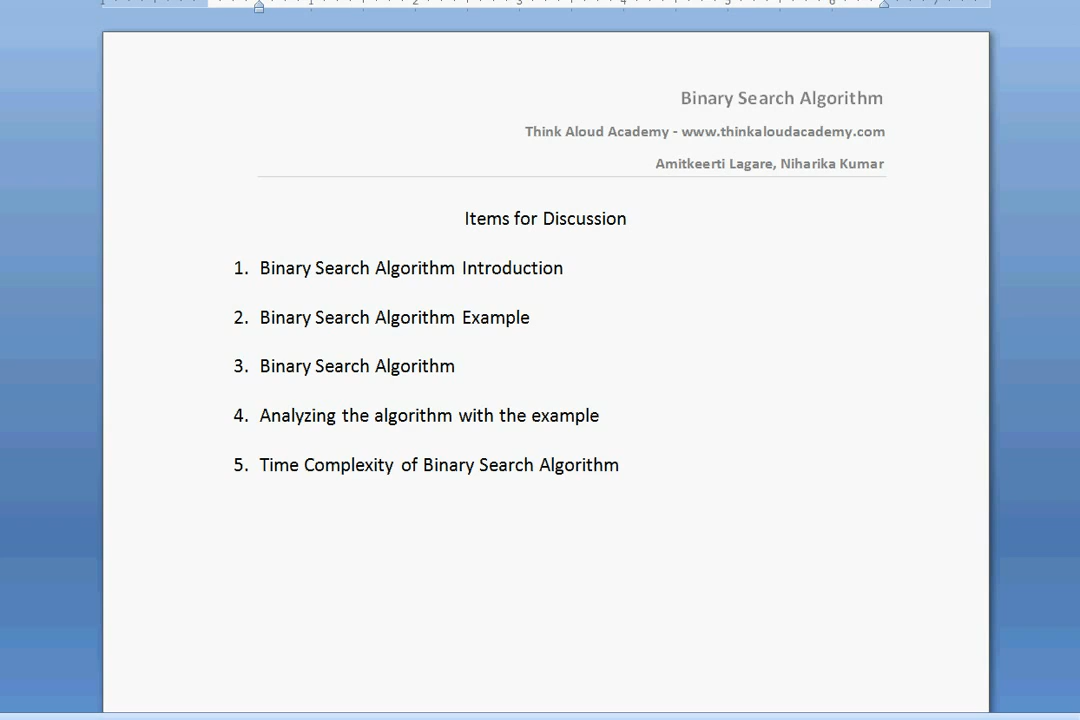 Binary Search Algorithm
Think Aloud Academy - www.thinkaloudacademy.com
Amitkeerti Lagare, Niharika Kumar
Items for Discussion
1. Binary Search Algorithm Introduction
2. Binary Search Algorithm Example
3. Binary Search Algorithm
4. Analyzing the algorithm with the example
5. Time Complexity of Binary Search Algorithm